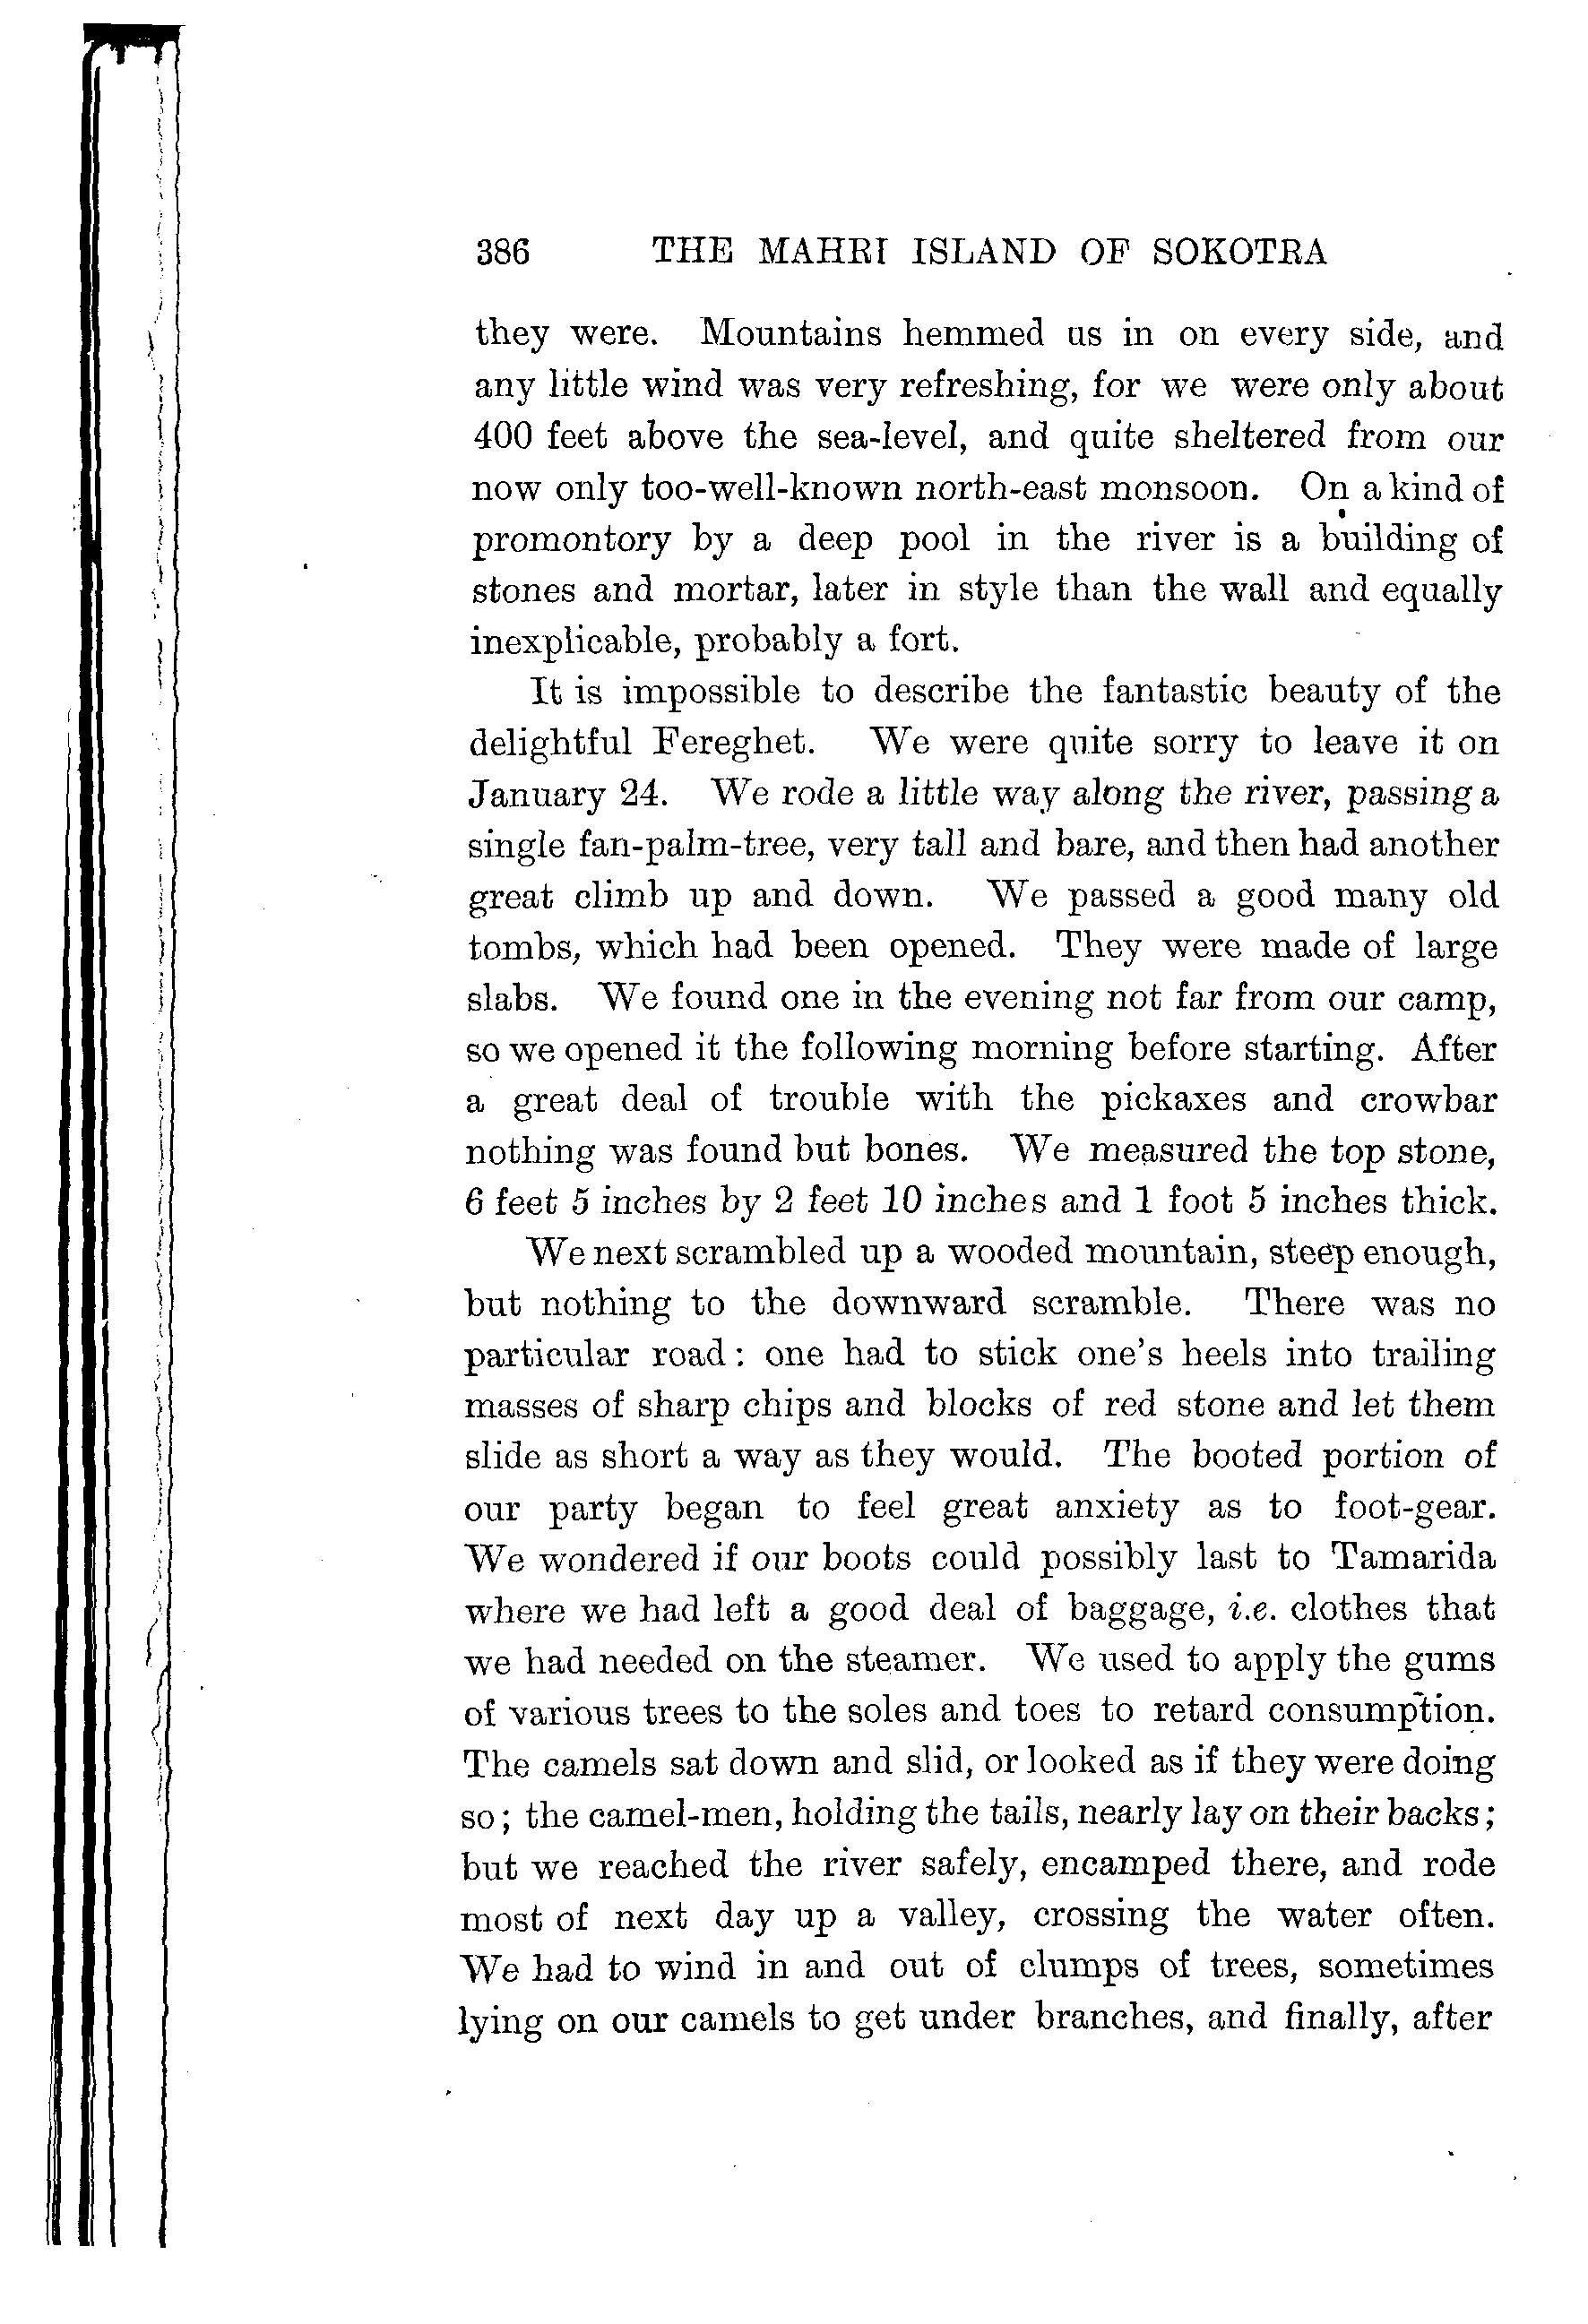 386 THE MAHRI ISLAND OF SOKOTRA
they were. Mountains hemmed us in on every side, and
any little wind was very refreshing, for we were only about
400 feet above the sea-level, and quite sheltered from our
now only too-well-known north-east monsoon. On a kind of
promontory by a deep pool in the river is a building of
stones and mortar, later in style than the wall and equally
inexplicable, probably a fort.
It is impossible to describe the fantastic beauty of the
delightful Fereghet. We were quite sorry to leave it on
January 24. We rode a little way along the river, passing a
single fan-palm-tree, very tall and bare, and then had another
great climb up and down. We passed a good many old
tombs, which had been opened. They were made of large
slabs. We found one in the evening not far from our camp,
so we opened it the following morning before starting. After
a great deal of trouble with the pickaxes and crowbar
nothing was found but bones. We measured the top stone,
6 feet 5 inches by 2 feet 10 inches and 1 foot 5 inches thick.
We next scrambled up a wooded mountain, steep enough,
but nothing to the downward scramble. There was no
particular road: one had to stick one's heels into trailing
masses of sharp chips and blocks of red stone and let them
slide as short a way as they would. The booted portion of
our party began to feel great anxiety as to foot-gear.
We wondered if our boots could possibly last to Tamarida
where we had left a good deal of baggage, i.e. clothes that
we had needed on the steamer. We used to apply the gums
of various trees to the soles and toes to retard consumption.
The camels sat down and slid, or looked as if they were doing
so; the camel-men, holding the tails, nearly lay on their backs;
but we reached the river safely, encamped there, and rode
most of next day up a valley, crossing the water often.
We had to wind in and out of clumps of trees, sometimes
lying on our camels to get under branches, and finally, after